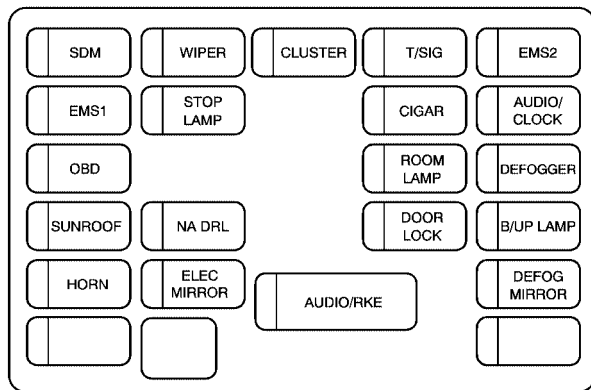 SDM
WIPER
CLUSTER
T/SIG
EMS2
EMS1
STOP
LAMP
CIGAR
AUDIO/
CLOCK
OBD
ROOM
LAMP
DEFOGGER
SUNROOF
NA DRL
DOOR
LOCK
B/UP LAMP
HORN
ELEC
MIRROR
AUDIO/RKE
DEFOG
MIRROR